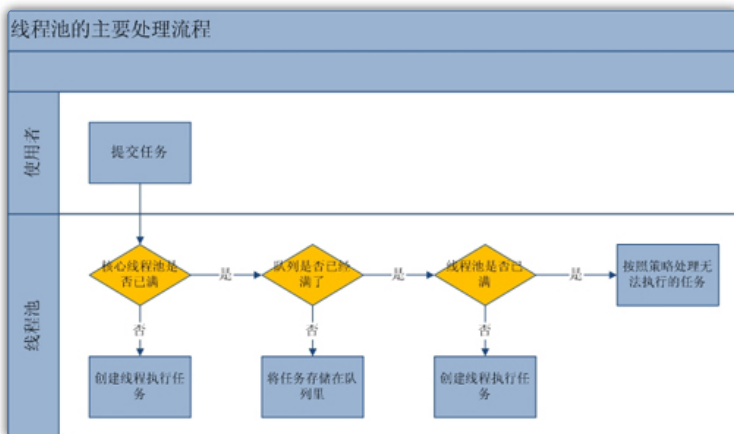 线程池的主要处理流程
使用者
提交任务
线程池
核心线程池是
否已满
是
队列是否已经
满了
是
线程池是否已
满
是
按照策略处理无
法执行的任务
否
否
否
创建线程执行任
务
将任务存储在队
列里
创建线程执行任
务